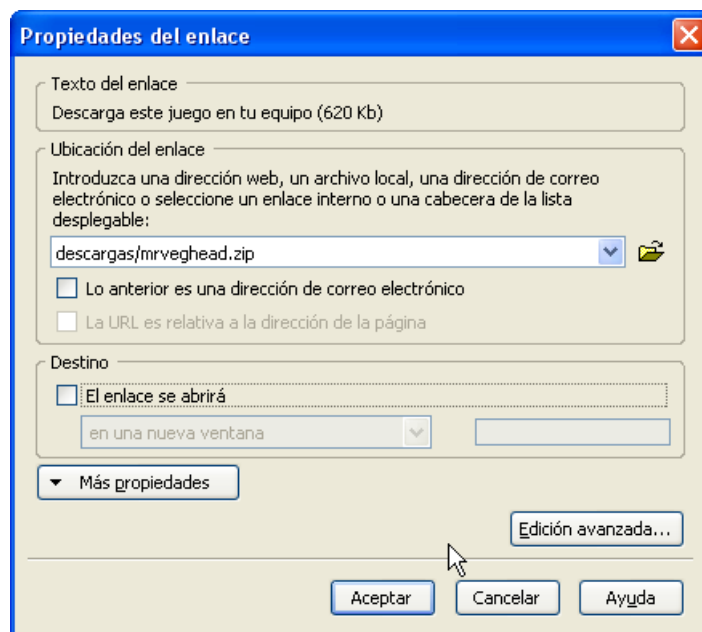 Propiedades del enlace
Texto del enlace
Descarga este juego en tu equipo (620 Kb)
Ubicación del enlace
Introduzca una dirección web, un archivo local, una dirección de correo
electrónico o seleccione un enlace interno o una cabecera de la lista
desplegable:
descargas/mrveghead.zip
Lo anterior es una dirección de correo electrónico
La URL es relativa a la dirección de la página
Destino
El enlace se abrirá
en una nueva ventana
Más propiedades
Edición avanzada...
Aceptar Cancelar Ayuda